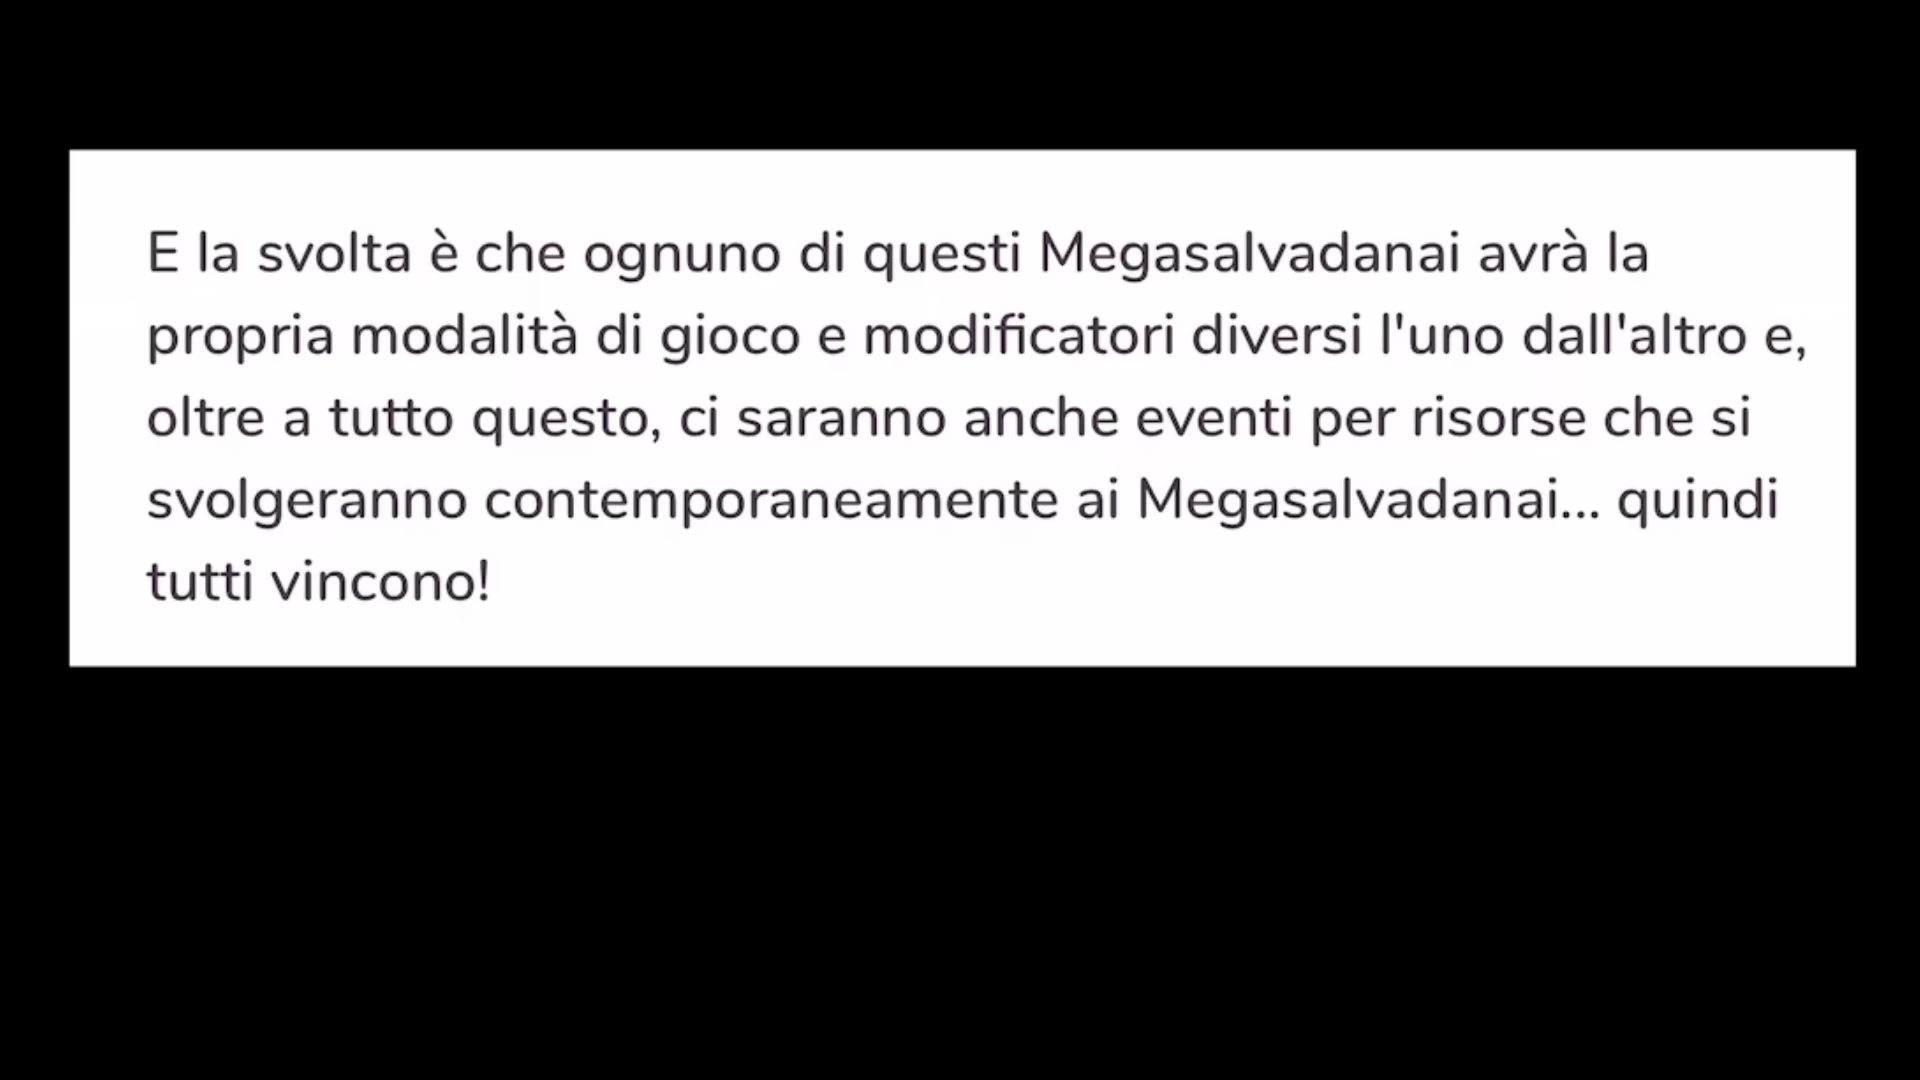 E la svolta è che ognuno di questi Megasalvadanai avrà la
propria modalità di gioco e modificatori diversi l'uno dall'altro e,
oltre a tutto questo, ci saranno anche eventi per risorse che si
svolgeranno contemporaneamente ai Megasalvadanai... quindi
tutti vincono!